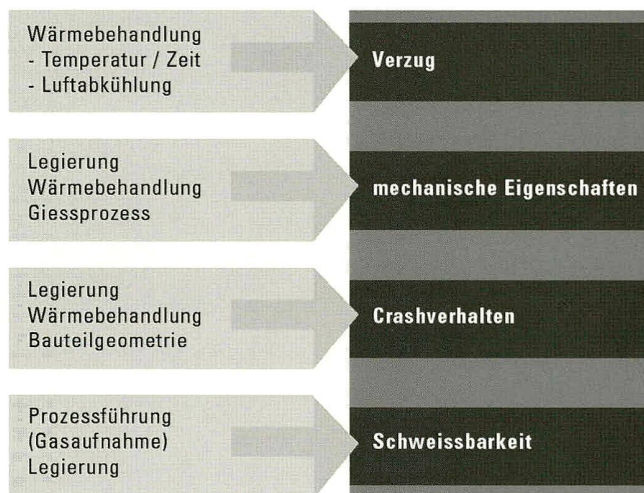 Wärmebehandlung
- Temperatur / Zeit
- Luftabkühlung
Verzug
Legierung
Wärmebehandlung
Giessprozess
mechanische Eigenschaften
Legierung
Wärmebehandlung
Bauteilgeometrie
Crashverhalten
Prozessführung
(Gasaufnahme)
Legierung
Schweissbarkeit